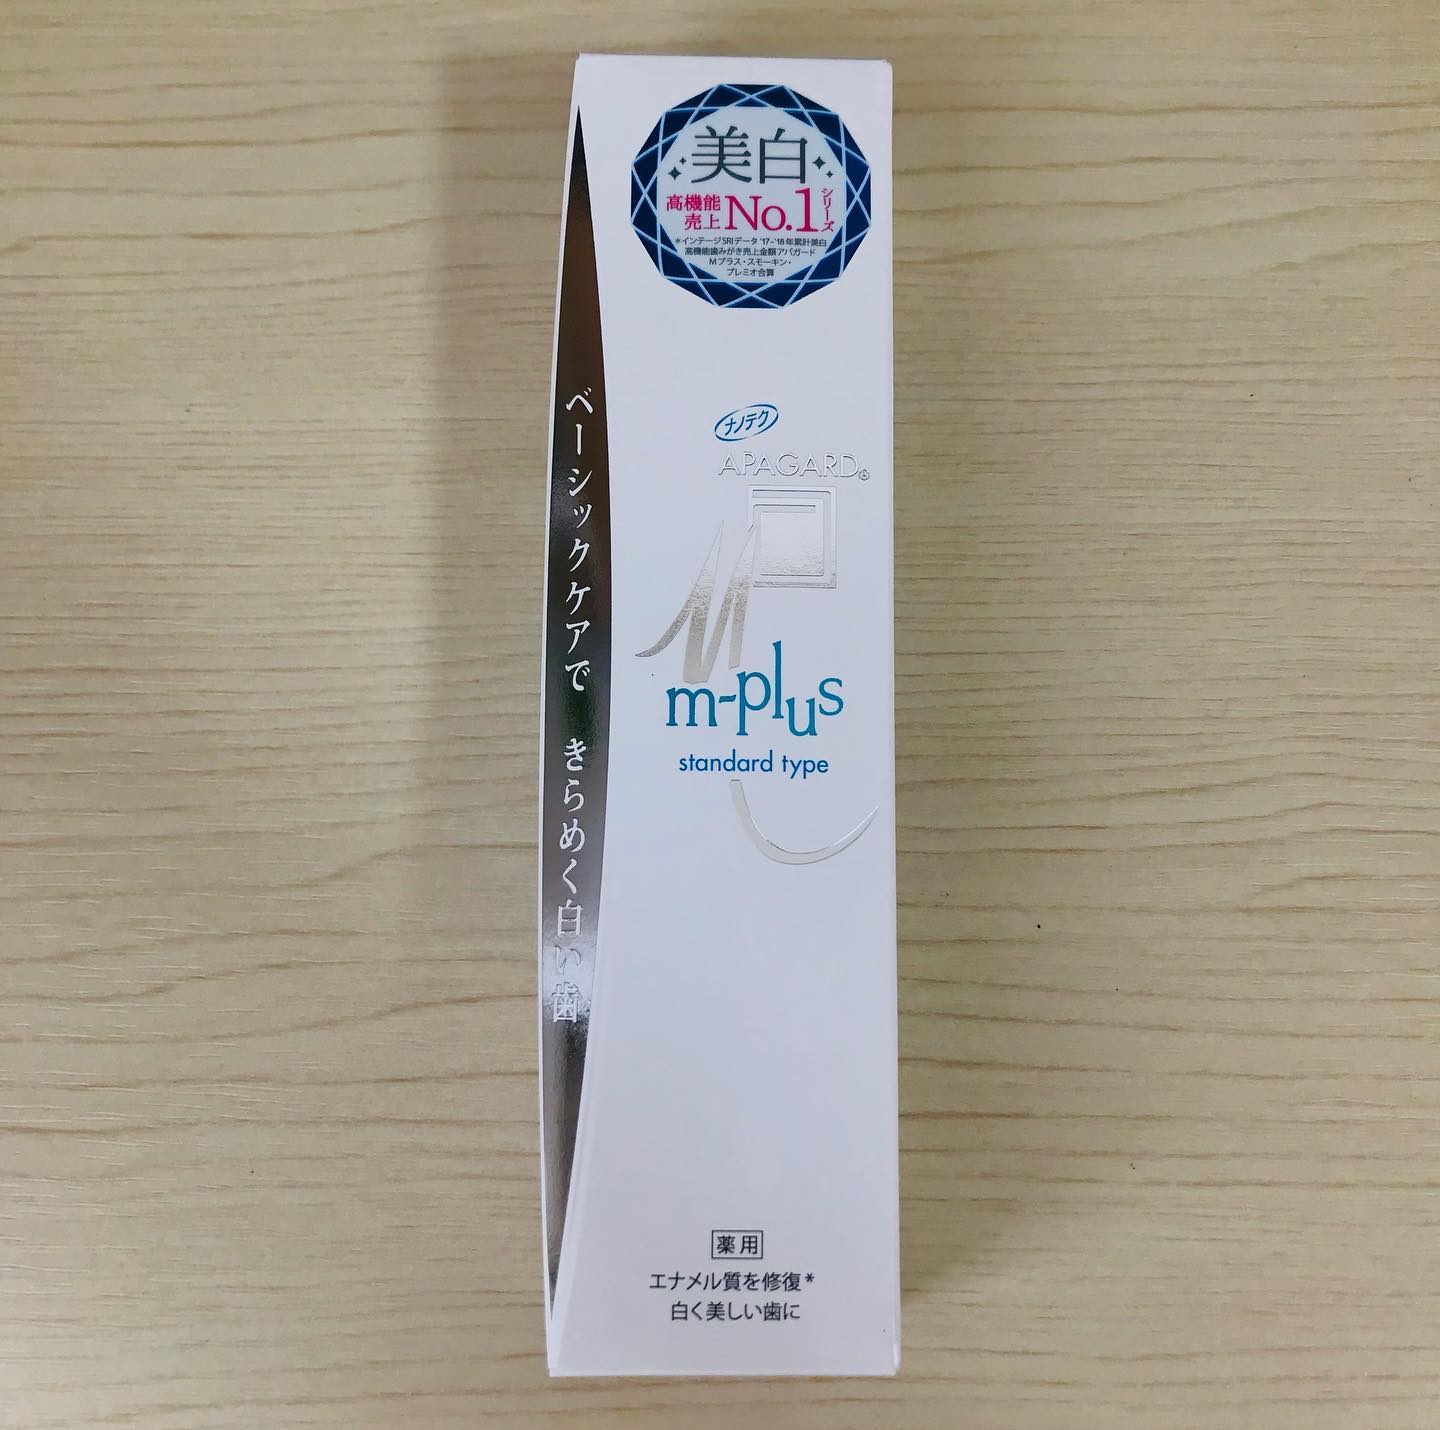 美白
高機能
売上
No.1
シリーズ
*インテージSRIデータ '17~'18年累計美白
高機能歯みがき売上金額アパガード
Mプラス・スモーキン・
プレミオ合算
ナノテク
APAGARD®
M
m-plus
standard type
ベーシックケアで きらめく白い歯
薬用
エナメル質を修復*
白く美しい歯に